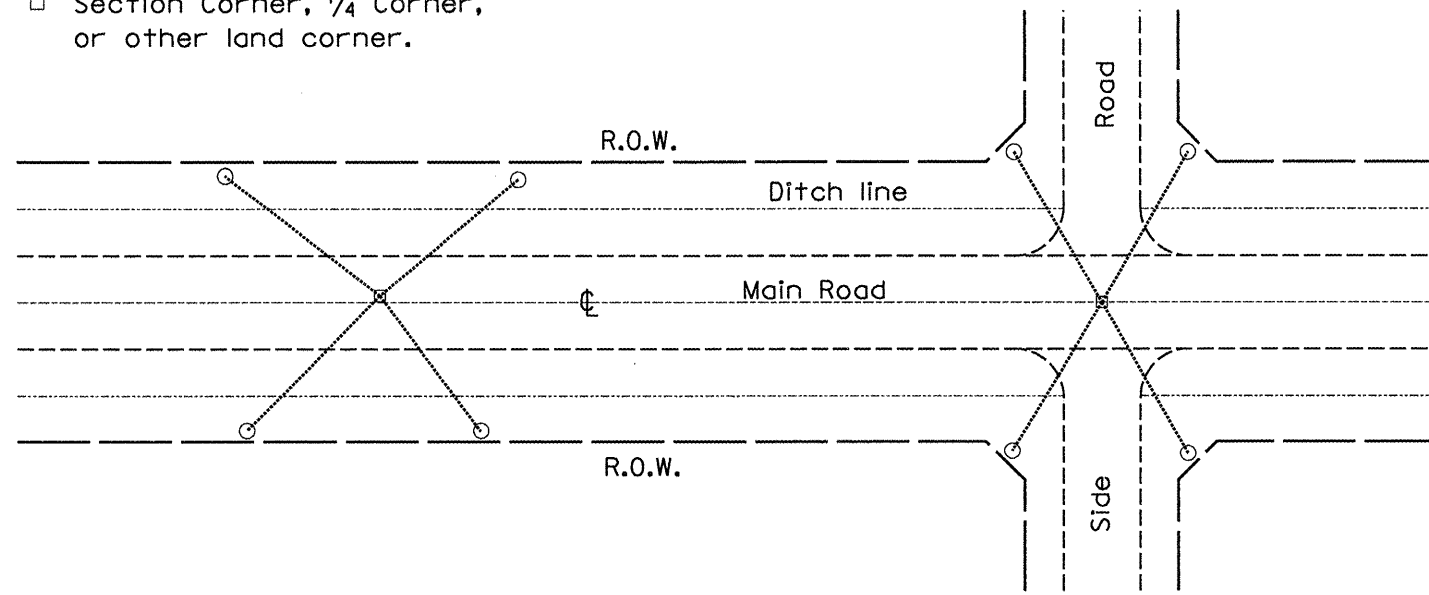 □ Section Corner, 1/4 Corner,
or other land corner.
Road
R.O.W.
Ditch line
Main Road
℄
R.O.W.
Side